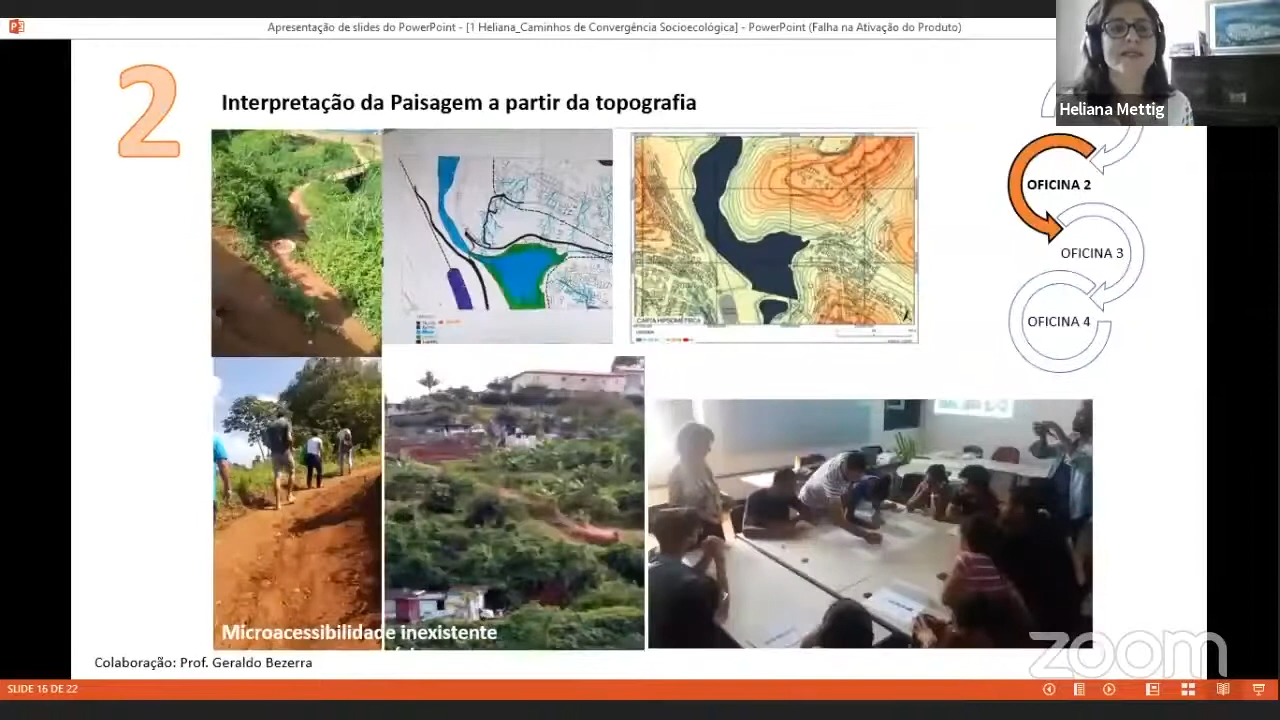 Apresentação de slides do PowerPoint - [1 Heliana_Caminhos de Convergência Socioecológica] - PowerPoint (Falha na Ativação do Produto)
Heliana Mettig
2
Interpretação da Paisagem a partir da topografia
OFICINA 2
OFICINA 3
OFICINA 4
CARTA HIPSOMÉTRICA
Microacessibilidade inexistente
Colaboração: Prof. Geraldo Bezerra
zoom
SLIDE 16 DE 22